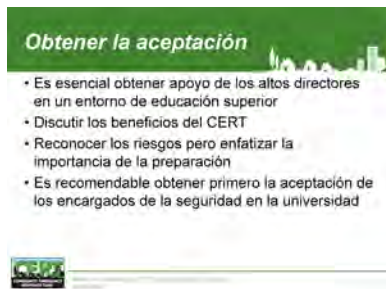 Obtener la aceptación
• Es esencial obtener apoyo de los altos directores
en un entorno de educación superior
• Discutir los beneficios del CERT
• Reconocer los riesgos pero enfatizar la
importancia de la preparación
• Es recomendable obtener primero la aceptación de
los encargados de la seguridad en la universidad
CERT